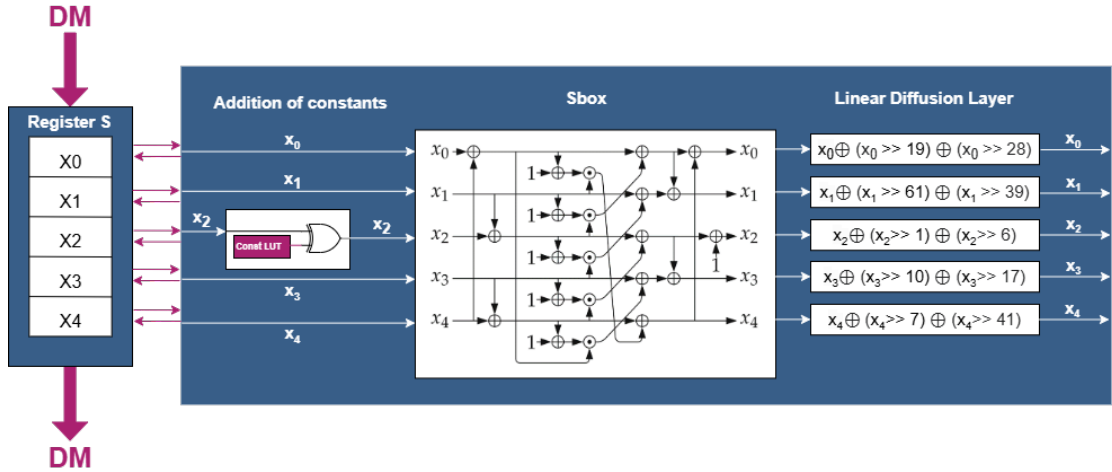 DM
Register S
X0
X1
X2
X3
X4
DM
Addition of constants
x₀
x₁
x₂
Const LUT
x₂
x₃
x₄
Sbox
x₀
x₁
x₂
x₃
x₄
1
1
1
1
1
1
x₀
x₁
x₂
x₃
x₄
Linear Diffusion Layer
x₀⊕ (x₀ >> 19) ⊕ (x₀ >> 28)
x₁⊕ (x₁ >> 61) ⊕ (x₁ >> 39)
x₂⊕ (x₂>> 1) ⊕ (x₂>> 6)
x₃⊕ (x₃>> 10) ⊕ (x₃>> 17)
x₄⊕ (x₄>> 7) ⊕ (x₄>> 41)
x₀
x₁
x₂
x₃
x₄